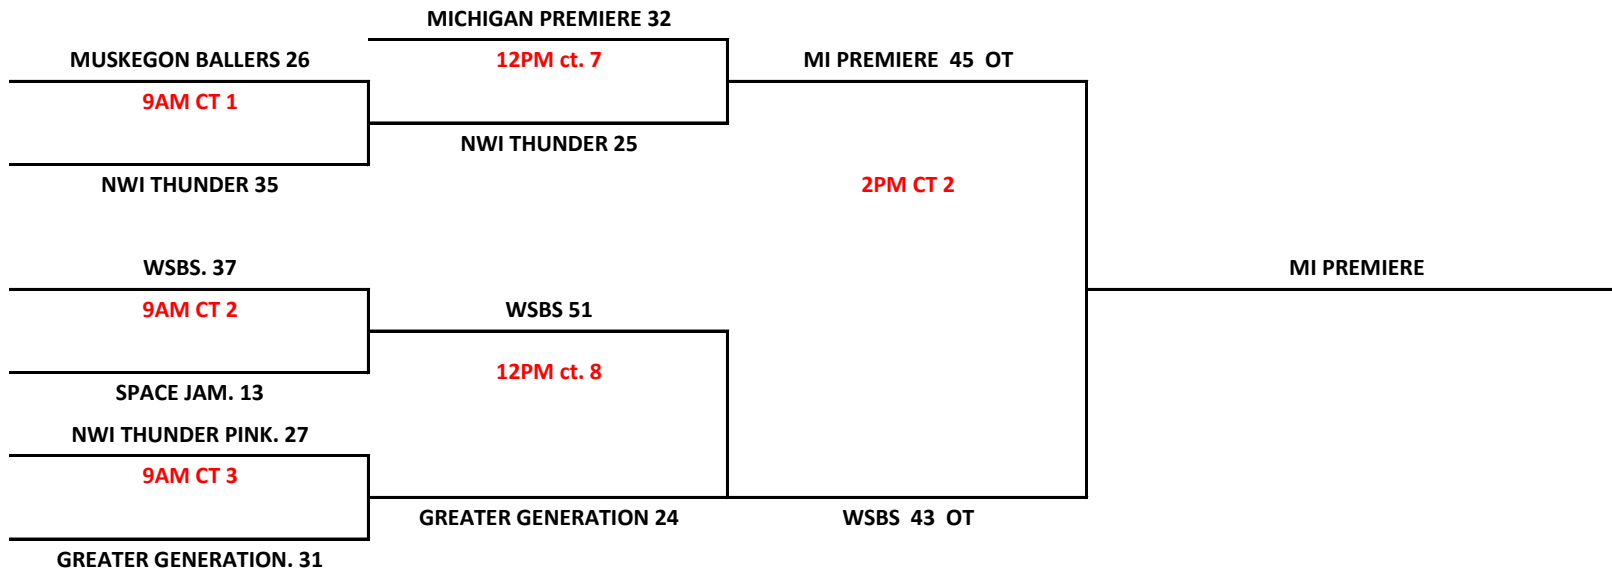 MICHIGAN PREMIERE 32
MUSKEGON BALLERS 26
12PM ct. 7
MI PREMIERE  45  OT
9AM CT 1
NWI THUNDER 25
NWI THUNDER 35
2PM CT 2
WSBS. 37
MI PREMIERE
9AM CT 2
WSBS 51
12PM ct. 8
SPACE JAM. 13
NWI THUNDER PINK. 27
9AM CT 3
GREATER GENERATION 24
WSBS  43  OT
GREATER GENERATION. 31